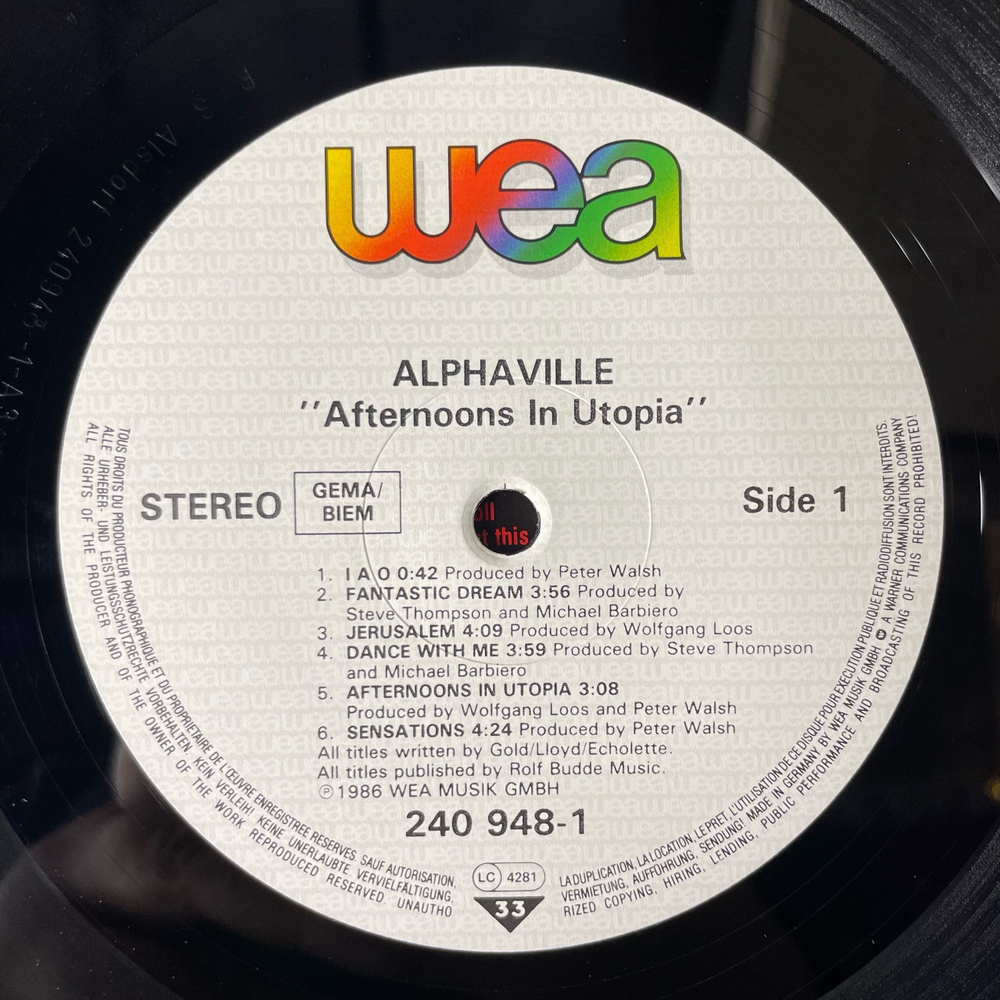 wea
ALPHAVILLE
''Afternoons In Utopia''
STEREO
GEMA/
BIEM
Side 1
oll
t this
1. I A O 0:42 Produced by Peter Walsh
2. FANTASTIC DREAM 3:56 Produced by
Steve Thompson and Michael Barbiero
3. JERUSALEM 4:09 Produced by Wolfgang Loos
4. DANCE WITH ME 3:59 Produced by Steve Thompson
and Michael Barbiero
5. AFTERNOONS IN UTOPIA 3:08
Produced by Wolfgang Loos and Peter Walsh
6. SENSATIONS 4:24 Produced by Peter Walsh
All titles written by Gold/Lloyd/Echolette.
All titles published by Rolf Budde Music.
℗1986 WEA MUSIK GMBH
240 948-1
LC 4281
33
TOUS DROITS DU PRODUCTEUR PHONOGRAPHIQUE ET DU PROPRIETAIRE DE L'ŒUVRE ENREGISTREE RESERVES. SAUF AUTORISATION, LA DUPLICATION, LA LOCATION, LE PRET, L'UTILISATION DE CE DISQUE POUR EXECUTION PUBLIQUE ET RADIODIFFUSION SONT INTERDITS.
ALLE URHEBER- UND LEISTUNGSSCHUTZRECHTE VORBEHALTEN. KEIN VERLEIH! KEINE UNERLAUBTE VERVIELFÄLTIGUNG, VERMIETUNG, AUFFÜHRUNG, SENDUNG! MADE IN GERMANY BY WEA MUSIK GMBH A WARNER COMMUNICATIONS COMPANY
ALL RIGHTS OF THE PRODUCER AND OF THE OWNER OF THE WORK REPRODUCED RESERVED. UNAUTHORIZED COPYING, HIRING, LENDING, PUBLIC PERFORMANCE AND BROADCASTING OF THIS RECORD PROHIBITED!
R / S Alsdorf 240948-1-A3